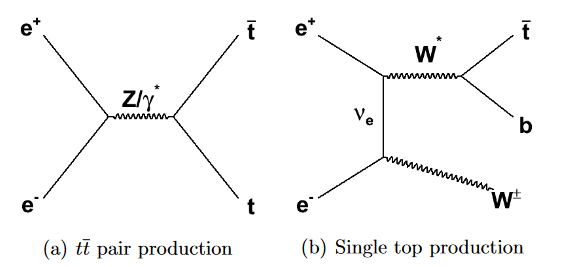 e⁺ t̄ e⁺ W* t̄
Z/γ* νₑ b
e⁻ t e⁻ W±
(a) tt̄ pair production (b) Single top production